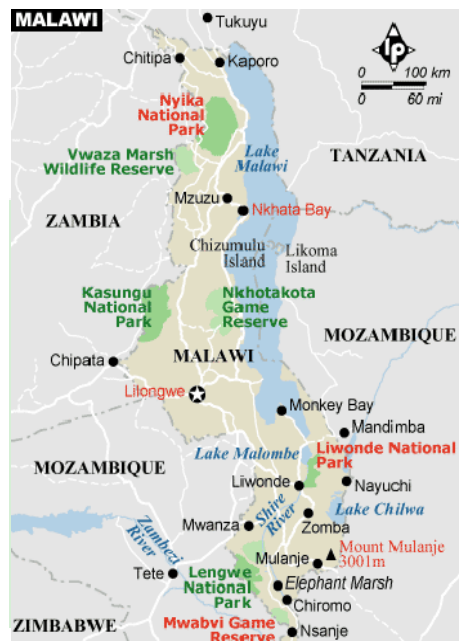 MALAWI
Tukuyu
lp
Chitipa
Kaporo
0 100 km
0 60 mi
Nyika
National
Park
Lake
Malawi
TANZANIA
Vwaza Marsh
Wildlife Reserve
Mzuzu
Nkhata Bay
ZAMBIA
Chizumulu
Island
Likoma
Island
Kasungu
National
Park
Nkhotakota
Game
Reserve
MOZAMBIQUE
MALAWI
Chipata
Lilongwe
Monkey Bay
Mandimba
Lake Malombe
Liwonde National
Park
MOZAMBIQUE
Liwonde
Nayuchi
Shire
River
Lake Chilwa
Zambezi
River
Mwanza
Zomba
Mount Mulanje
3001m
Mulanje
Tete
Lengwe
National
Park
Elephant Marsh
Chiromo
ZIMBABWE
Mwabvi Game
Reserve
Nsanje